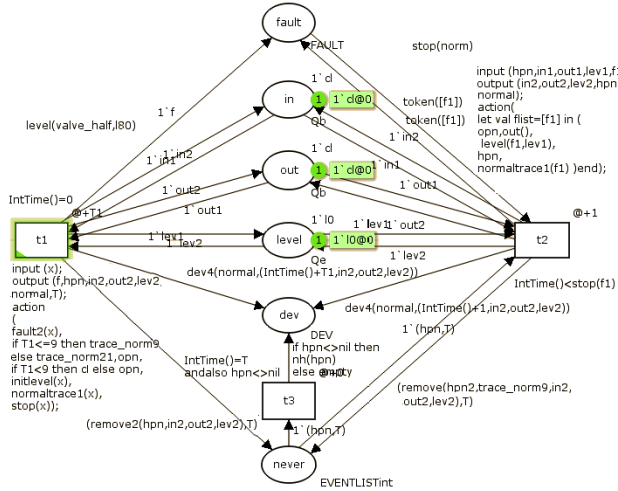 fault
FAULT
stop(norm)
input (hpn,in1,out1,lev1,f1
output (in2,out2,lev2,hpn
normal);
action(
let val flist=[f1] in (
opn,out(),
level(f1,lev1),
hpn,
normaltrace1(f1) )end);
1`cl
in
1
1`cl@0
Qb
token([f1])
token([f1])
level(valve_half,l80)
1`f
1`in2
1`in1
1`in2
1`in1
1`cl
out
1
1`cl@0
Qb
1`out2
1`out1
1`out1
1`out2
IntTime()=0
@+T1
t1
1`lev1
1`lev2
1`l0
level
1
1`l0@0
Qe
1`lev1
1`lev2
@+1
t2
input (x);
output (f,hpn,in2,out2,lev2,
normal,T);
action
(
fault2(x),
if T1<=9 then trace_norm9
else trace_norm21,opn,
if T1<9 then cl else opn,
initlevel(x),
normaltrace1(x),
stop(x));
dev4(normal,(IntTime()+T1,in2,out2,lev2))
IntTime()<stop(f1)
dev4(normal,(IntTime()+1,in2,out2,lev2))
dev
DEV
1`(hpn,T)
if hpn<>nil then
nh(hpn)
else empty
IntTime()=T
andalso hpn<>nil
@+0
t3
(remove(hpn2,trace_norm9,in2,
out2,lev2),T)
(remove2(hpn,in2,out2,lev2),T)
1`(hpn,T)
never
EVENTLISTint